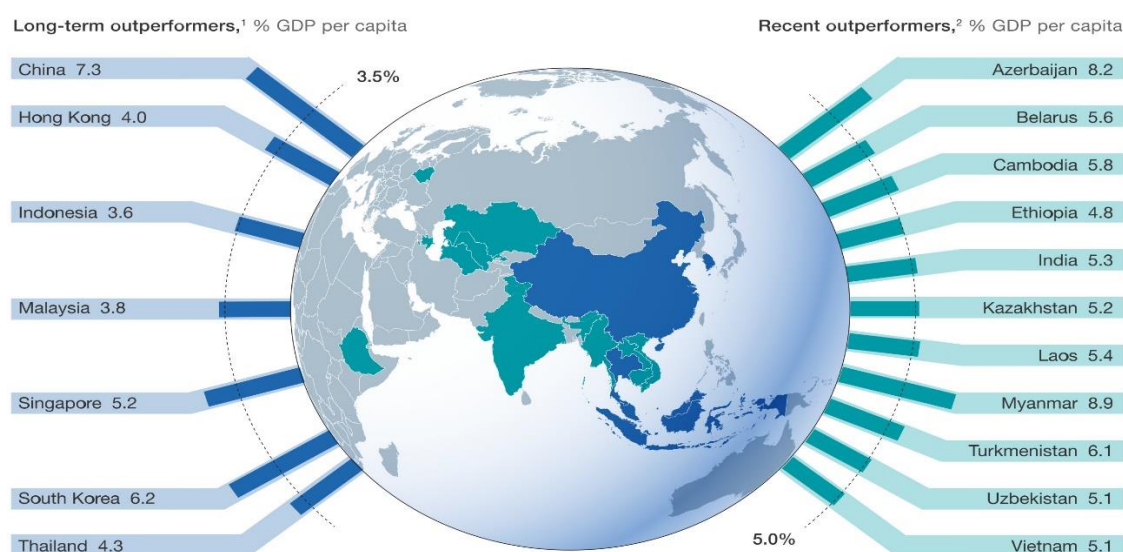 Long-term outperformers,¹ % GDP per capita
China 7.3
Hong Kong 4.0
Indonesia 3.6
Malaysia 3.8
Singapore 5.2
South Korea 6.2
Thailand 4.3
3.5%
Recent outperformers,² % GDP per capita
Azerbaijan 8.2
Belarus 5.6
Cambodia 5.8
Ethiopia 4.8
India 5.3
Kazakhstan 5.2
Laos 5.4
Myanmar 8.9
Turkmenistan 6.1
Uzbekistan 5.1
Vietnam 5.1
5.0%